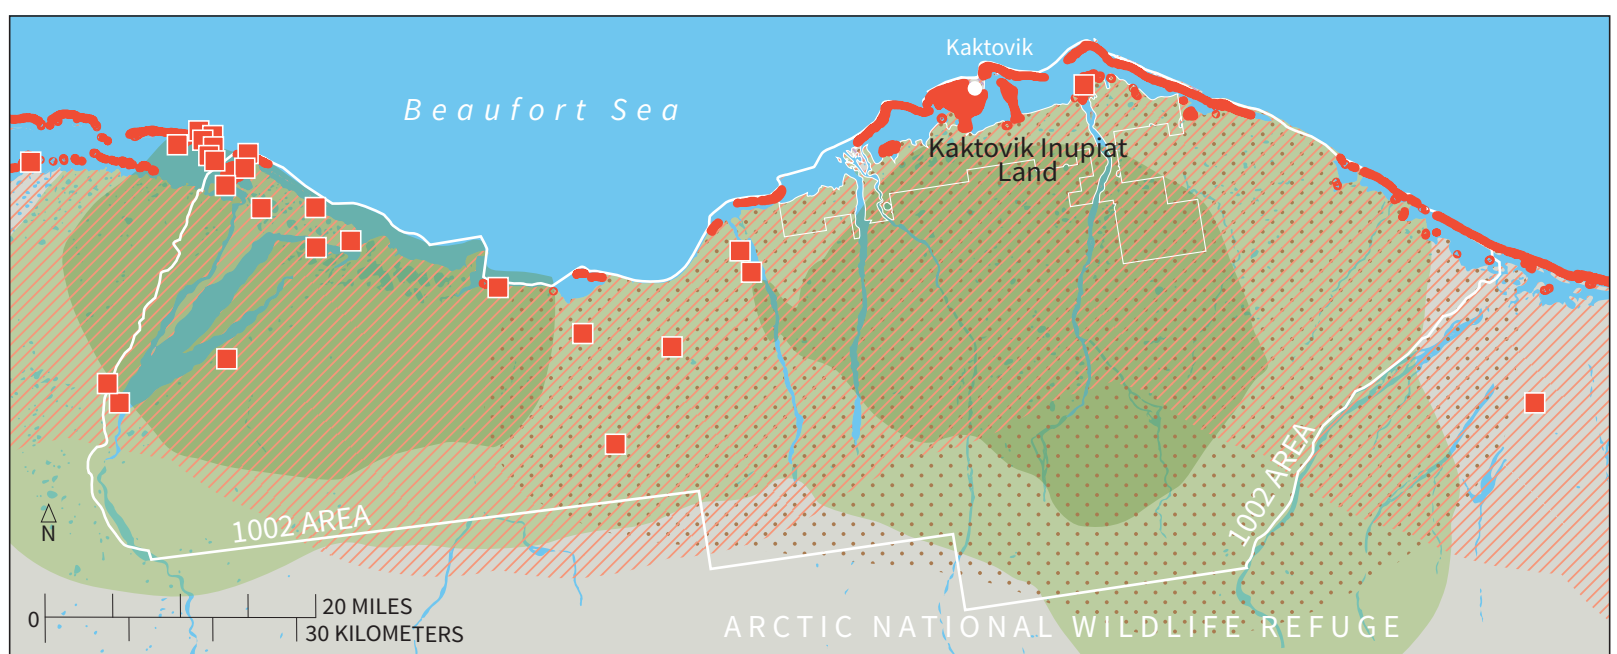 Kaktovik
Beaufort Sea
Kaktovik Inupiat
Land
1002 AREA
1002 AREA
N
0
20 MILES
30 KILOMETERS
ARCTIC NATIONAL WILDLIFE REFUGE